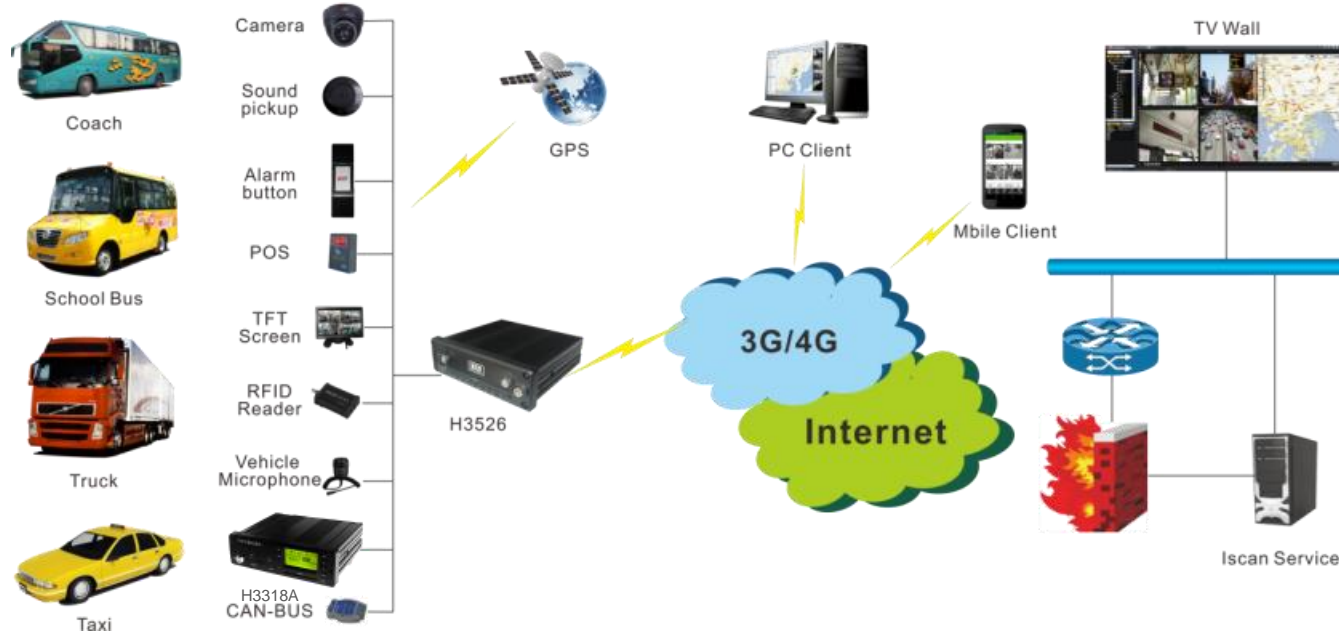 Coach
School Bus
Truck
Taxi
Camera
Sound
pickup
Alarm
button
POS
TFT
Screen
RFID
Reader
Vehicle
Microphone
H3318A
CAN-BUS
H3526
GPS
PC Client
Mbile Client
3G/4G
Internet
TV Wall
Iscan Service